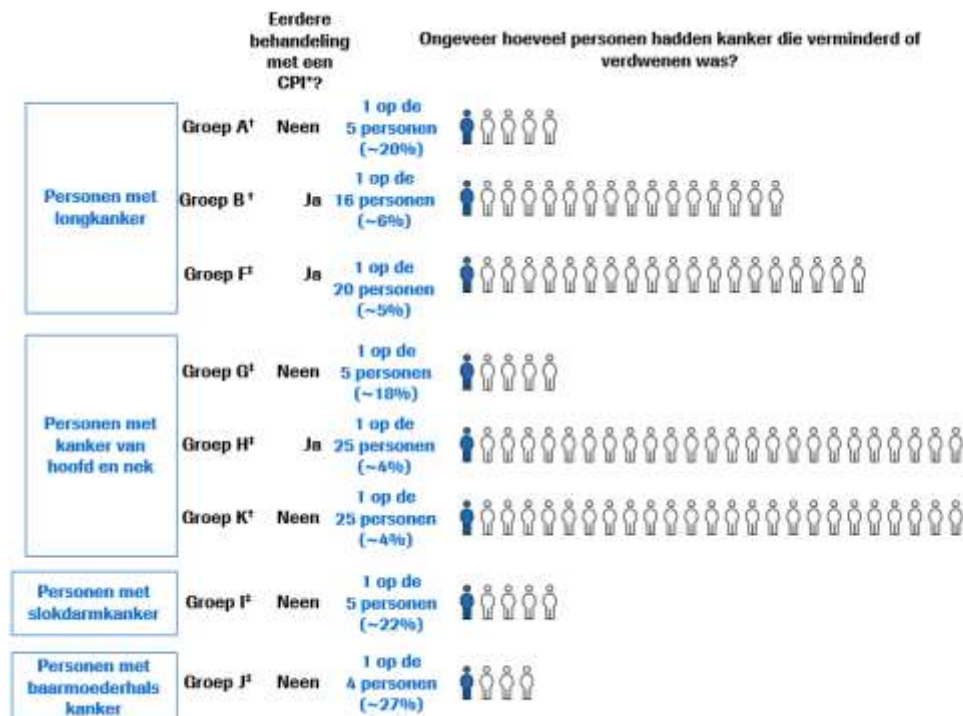 Eerdere
behandeling
met een
CPI*?
Ongeveer hoeveel personen hadden kanker die verminderd of
verdwenen was?
Personen met
longkanker
Groep A† Neen
1 op de
5 personen
(~20%)
Groep B† Ja
1 op de
16 personen
(~6%)
Groep F‡ Ja
1 op de
20 personen
(~5%)
Personen met
kanker van
hoofd en nek
Groep G‡ Neen
1 op de
5 personen
(~18%)
Groep H‡ Ja
1 op de
25 personen
(~4%)
Groep K‡ Neen
1 op de
25 personen
(~4%)
Personen met
slokdarmkanker
Groep I‡ Neen
1 op de
5 personen
(~22%)
Personen met
baarmoederhals
kanker
Groep J‡ Neen
1 op de
4 personen
(~27%)